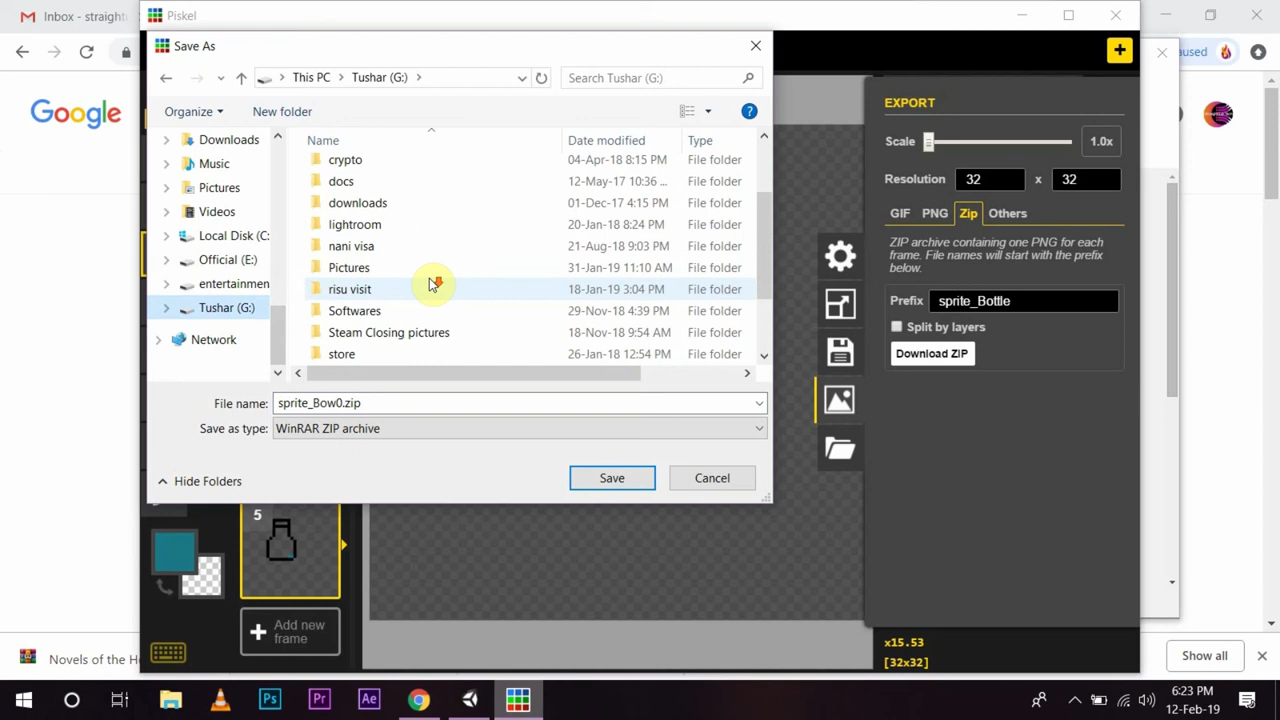 Inbox - straight
Piskel
Save As
This PC
Tushar (G:)
Search Tushar (G:)
aused
Google
Organize
New folder
Name
Date modified
Type
Downloads
Music
Pictures
Videos
Local Disk (C:
Official (E:)
entertainmen
Tushar (G:)
Network
crypto 04-Apr-18 8:15 PM File folder
docs 12-May-17 10:36 ... File folder
downloads 01-Dec-17 4:15 PM File folder
lightroom 20-Jan-18 8:24 PM File folder
nani visa 21-Aug-18 9:03 PM File folder
Pictures 31-Jan-19 11:10 AM File folder
risu visit 18-Jan-19 3:04 PM File folder
Softwares 29-Nov-18 4:39 PM File folder
Steam Closing pictures 18-Nov-18 9:54 AM File folder
store 26-Jan-18 12:54 PM File folder
File name: sprite_Bow0.zip
Save as type: WinRAR ZIP archive
Hide Folders
Save
Cancel
EXPORT
Scale 1.0x
Resolution 32 x 32
GIF PNG Zip Others
ZIP archive containing one PNG for each
frame. File names will start with the prefix
below.
Prefix sprite_Bottle
Split by layers
Download ZIP
5
Add new
frame
x15.53
[32x32]
Novels of the Ho
Show all
Ps
Pr
Ae
6:23 PM
12-Feb-19